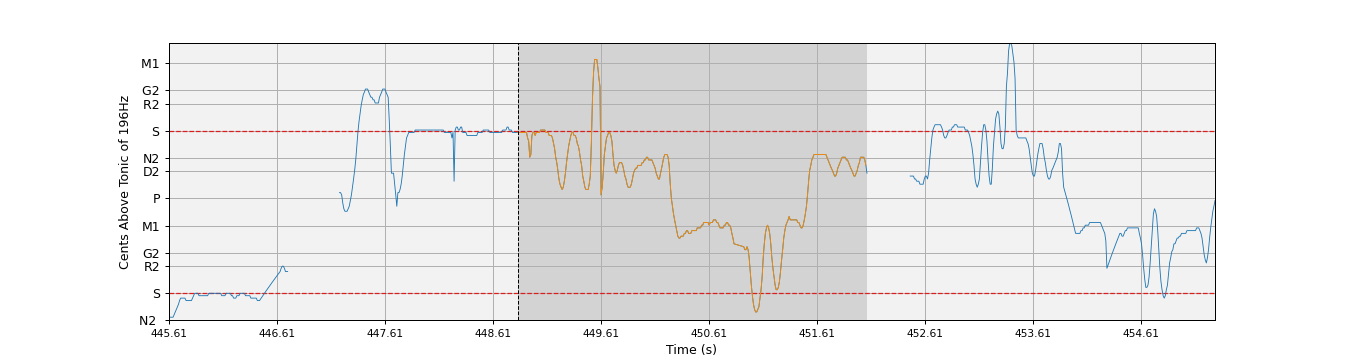 Cents Above Tonic of 196Hz
M1
G2
R2
S
N2
D2
P
M1
G2
R2
S
N2
445.61 446.61 447.61 448.61 449.61 450.61 451.61 452.61 453.61 454.61
Time (s)